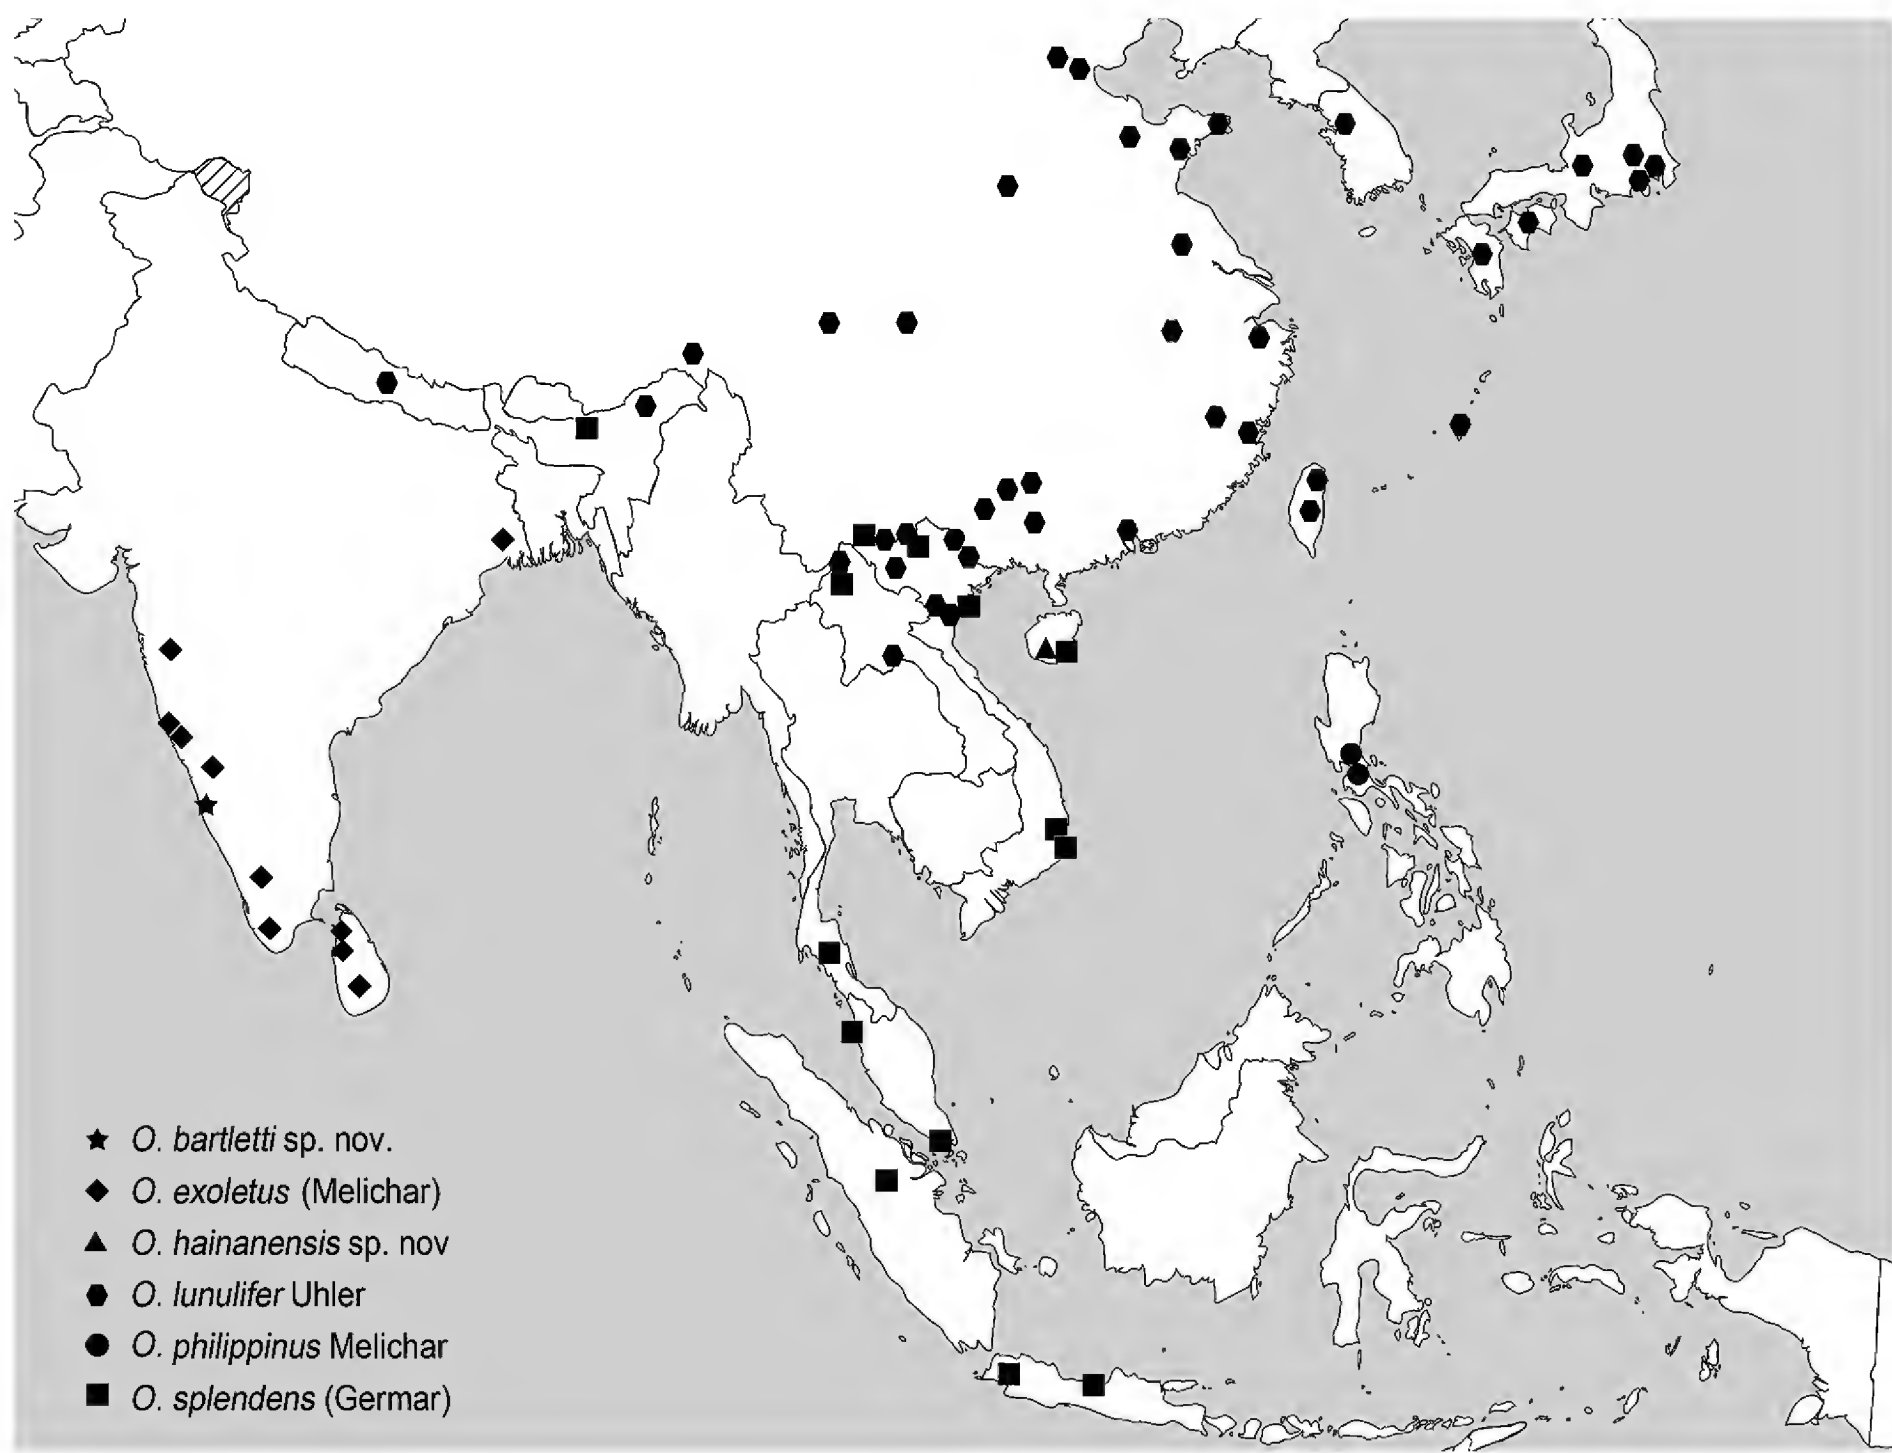 O. bartletti sp. nov.
O. exoletus (Melichar)
O. hainanensis sp. nov
O. lunulifer Uhler
O. philippinus Melichar
O. splendens (Germar)